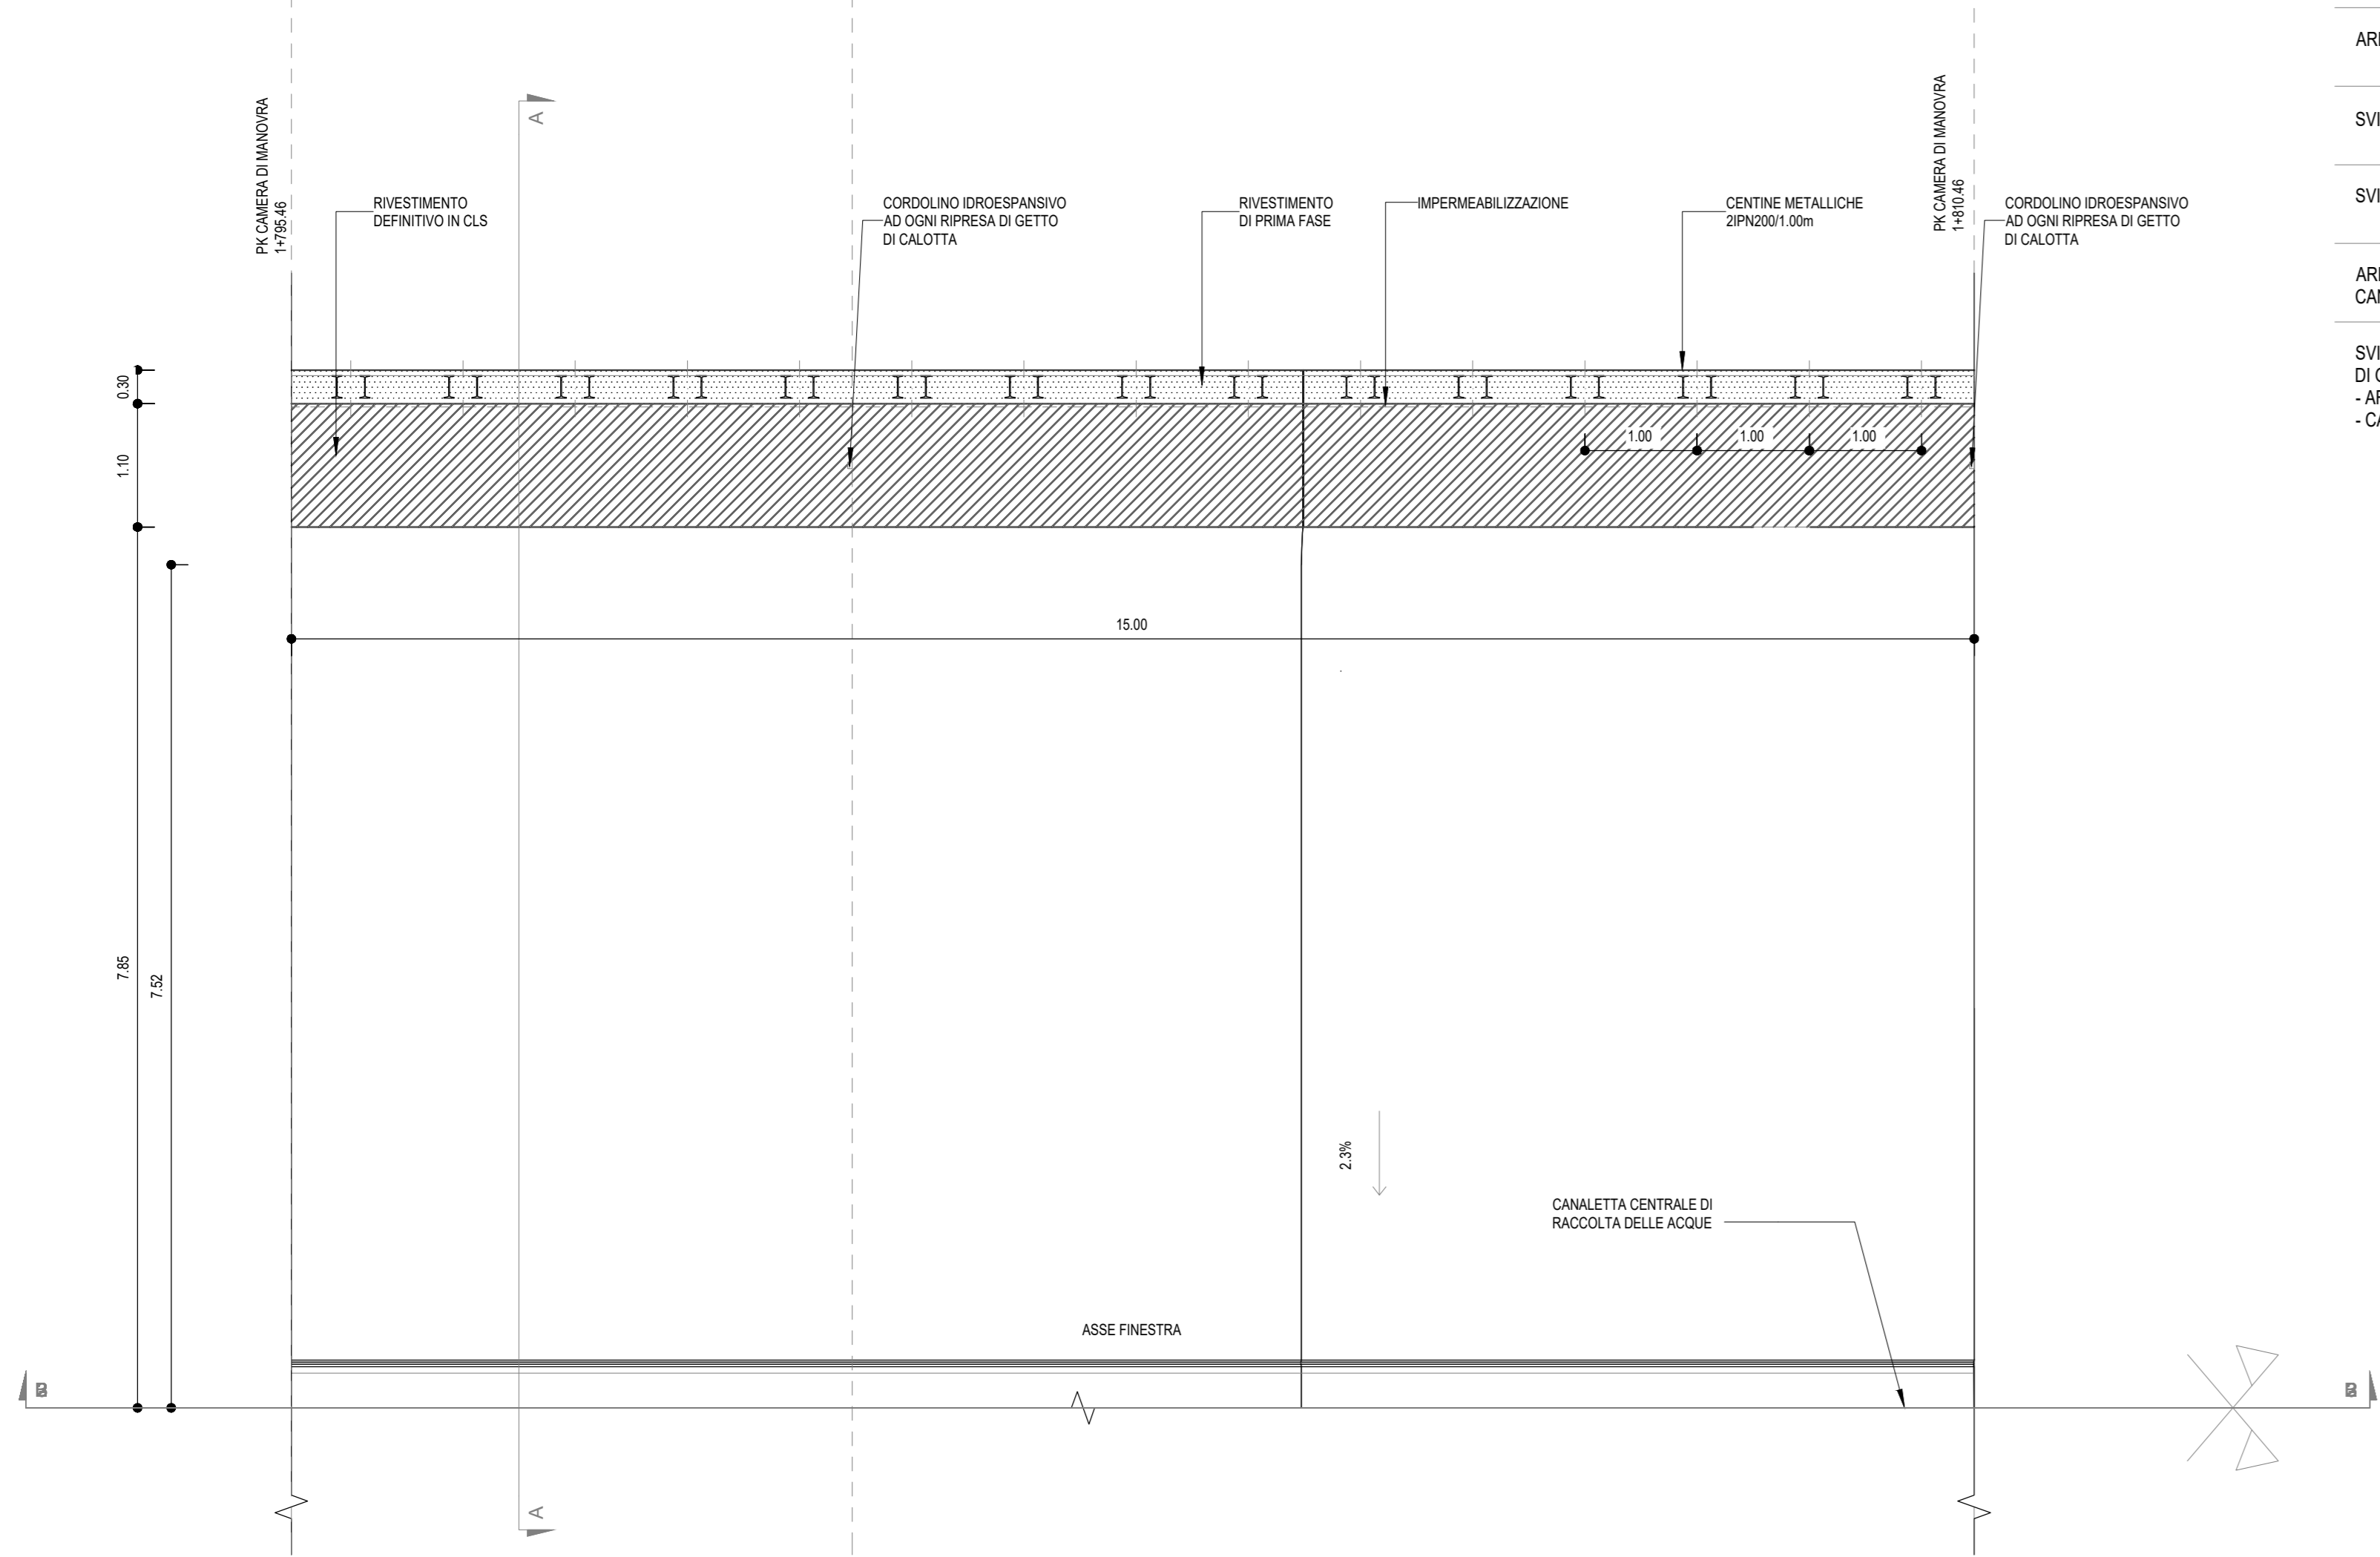 PK CAMERA DI MANOVRA
1+795.46
A
PK CAMERA DI MANOVRA
1+810.46
RIVESTIMENTO
DEFINITIVO IN CLS
CORDOLINO IDROESPANSIVO
AD OGNI RIPRESA DI GETTO
DI CALOTTA
RIVESTIMENTO
DI PRIMA FASE
IMPERMEABILIZZAZIONE
CENTINE METALLICHE
2IPN200/1.00m
CORDOLINO IDROESPANSIVO
AD OGNI RIPRESA DI GETTO
DI CALOTTA
0.30
1.10
1.00
1.00
1.00
15.00
7.85
7.52
2.3%
CANALETTA CENTRALE DI
RACCOLTA DELLE ACQUE
ASSE FINESTRA
A
SVI
SVI
DI